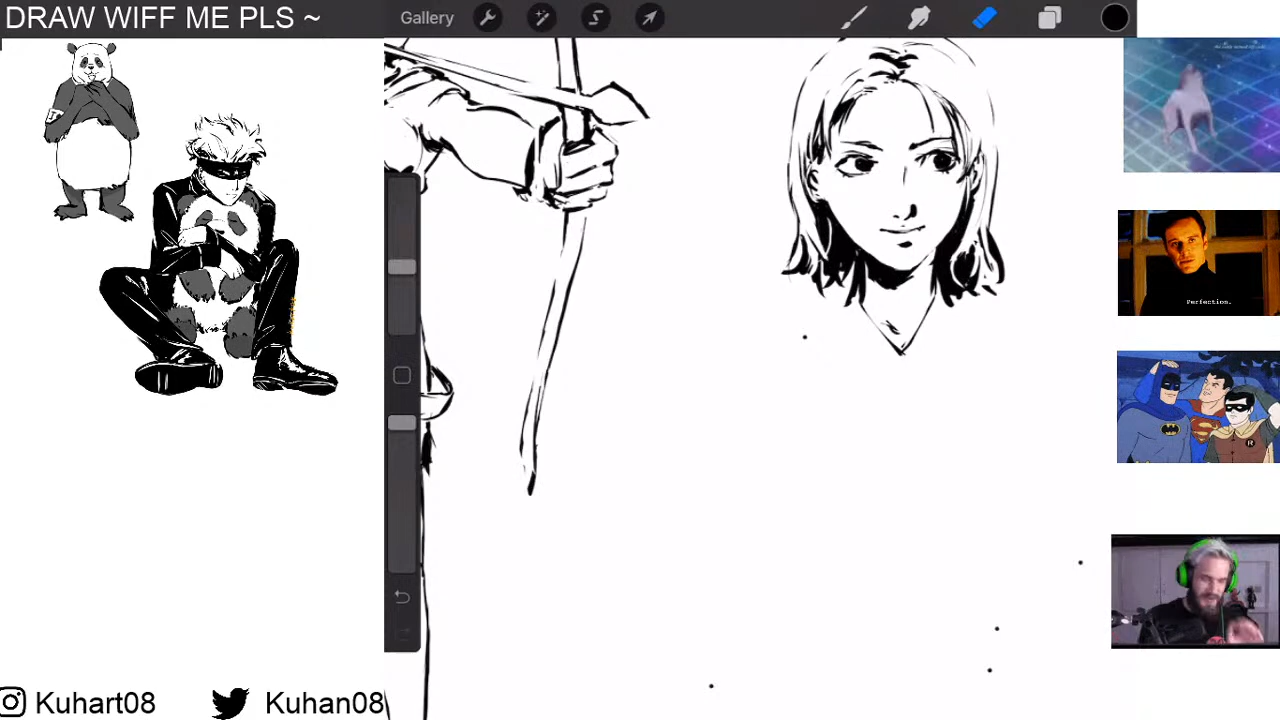 DRAW WIFF ME PLS ~
Gallery
Perfection.
Kuhart08
Kuhan08